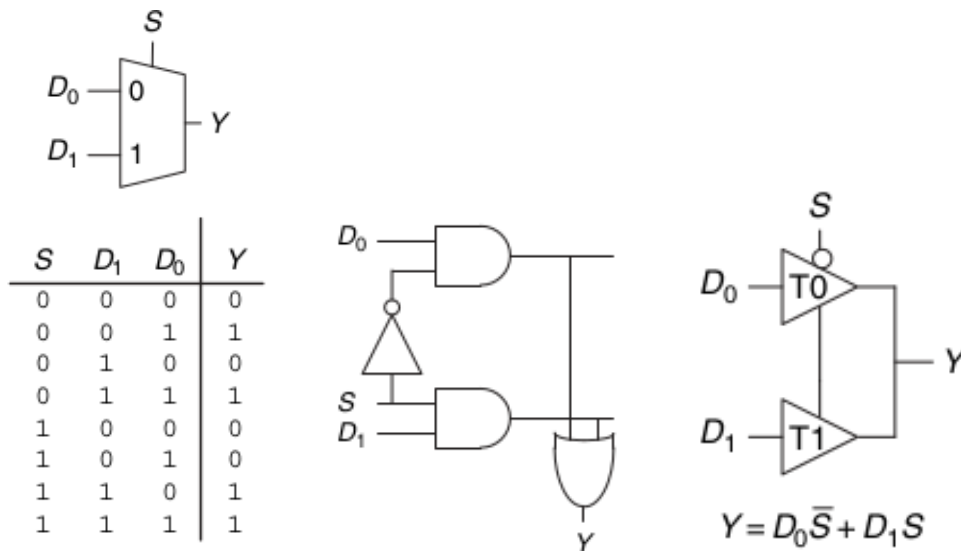 S
D₀ 0
Y
D₁ 1
S D₁ D₀ Y
0 0 0 0
0 0 1 1
0 1 0 0
0 1 1 1
1 0 0 0
1 0 1 0
1 1 0 1
1 1 1 1
D₀
S
D₁
Y
S
D₀ T0
Y
D₁ T1
Y = D₀S̅ + D₁S